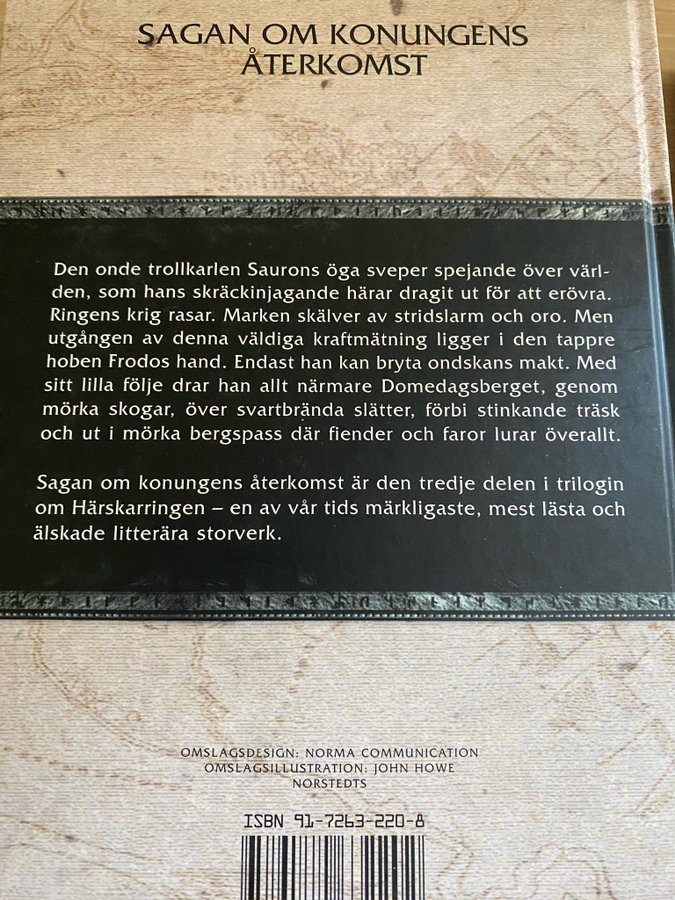 SAGAN OM KONUNGENS
ÅTERKOMST
Den onde trollkarlen Saurons öga sveper spejande över värl-
den, som hans skräckinjagande härar dragit ut för att erövra.
Ringens krig rasar. Marken skälver av stridslarm och oro. Men
utgången av denna väldiga kraftmätning ligger i den tappre
hoben Frodos hand. Endast han kan bryta ondskans makt. Med
sitt lilla följe drar han allt närmare Domedagsberget, genom
mörka skogar, över svartbrända slätter, förbi stinkande träsk
och ut i mörka bergspass där fiender och faror lurar överallt.
Sagan om konungens återkomst är den tredje delen i trilogin
om Härskarringen – en av vår tids märkligaste, mest lästa och
älskade litterära storverk.
OMSLAGSDESIGN: NORMA COMMUNICATION
OMSLAGSILLUSTRATION: JOHN HOWE
NORSTEDTS
ISBN 91-7263-220-8